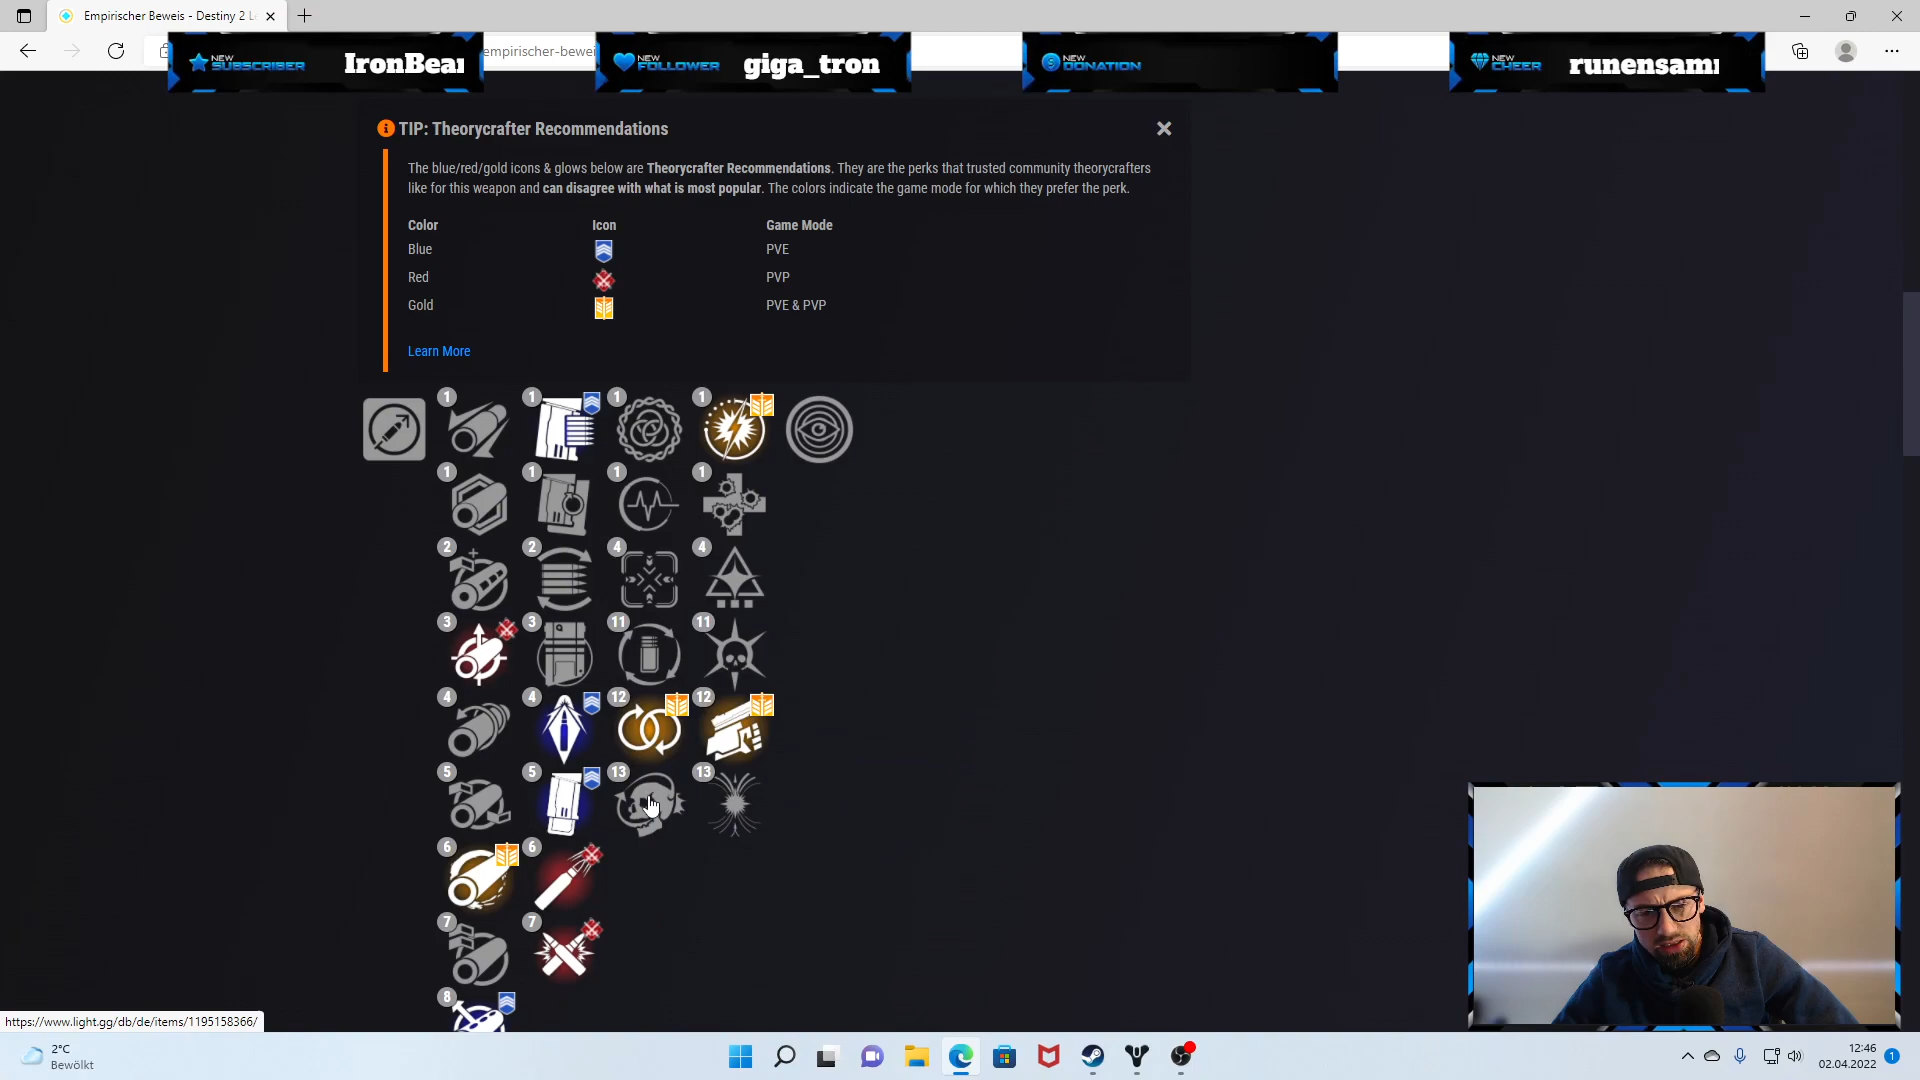 Empirischer Beweis - Destiny 2 L
empirischer-bewei
NEW SUBSCRIBER
IronBear
NEW FOLLOWER
giga_tron
NEW DONATION
NEW CHEER
runensam
TIP: Theorycrafter Recommendations
The blue/red/gold icons & glows below are Theorycrafter Recommendations. They are the perks that trusted community theorycrafters
like for this weapon and can disagree with what is most popular. The colors indicate the game mode for which they prefer the perk.
Color Icon Game Mode
Blue PVE
Red PVP
Gold PVE & PVP
Learn More
1 1 1 1
1 1 1 1
2 2 4 4
3 3 11 11
4 4 12 12
5 5 13 13
6 6
7 7
8
https://www.light.gg/db/de/items/1195158366/
2°C
Bewölkt
12:46
02.04.2022
1